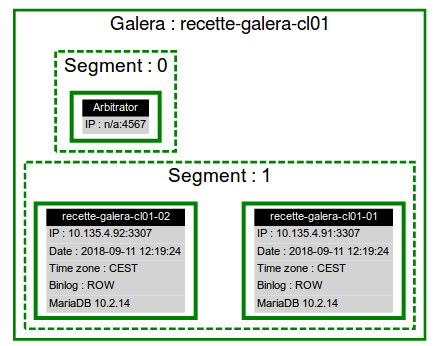 Galera : recette-galera-cl01
Segment : 0
Arbitrator
IP : n/a:4567
Segment : 1
recette-galera-cl01-02
IP : 10.135.4.92:3307
Date : 2018-09-11 12:19:24
Time zone : CEST
Binlog : ROW
MariaDB 10.2.14
recette-galera-cl01-01
IP : 10.135.4.91:3307
Date : 2018-09-11 12:19:24
Time zone : CEST
Binlog : ROW
MariaDB 10.2.14